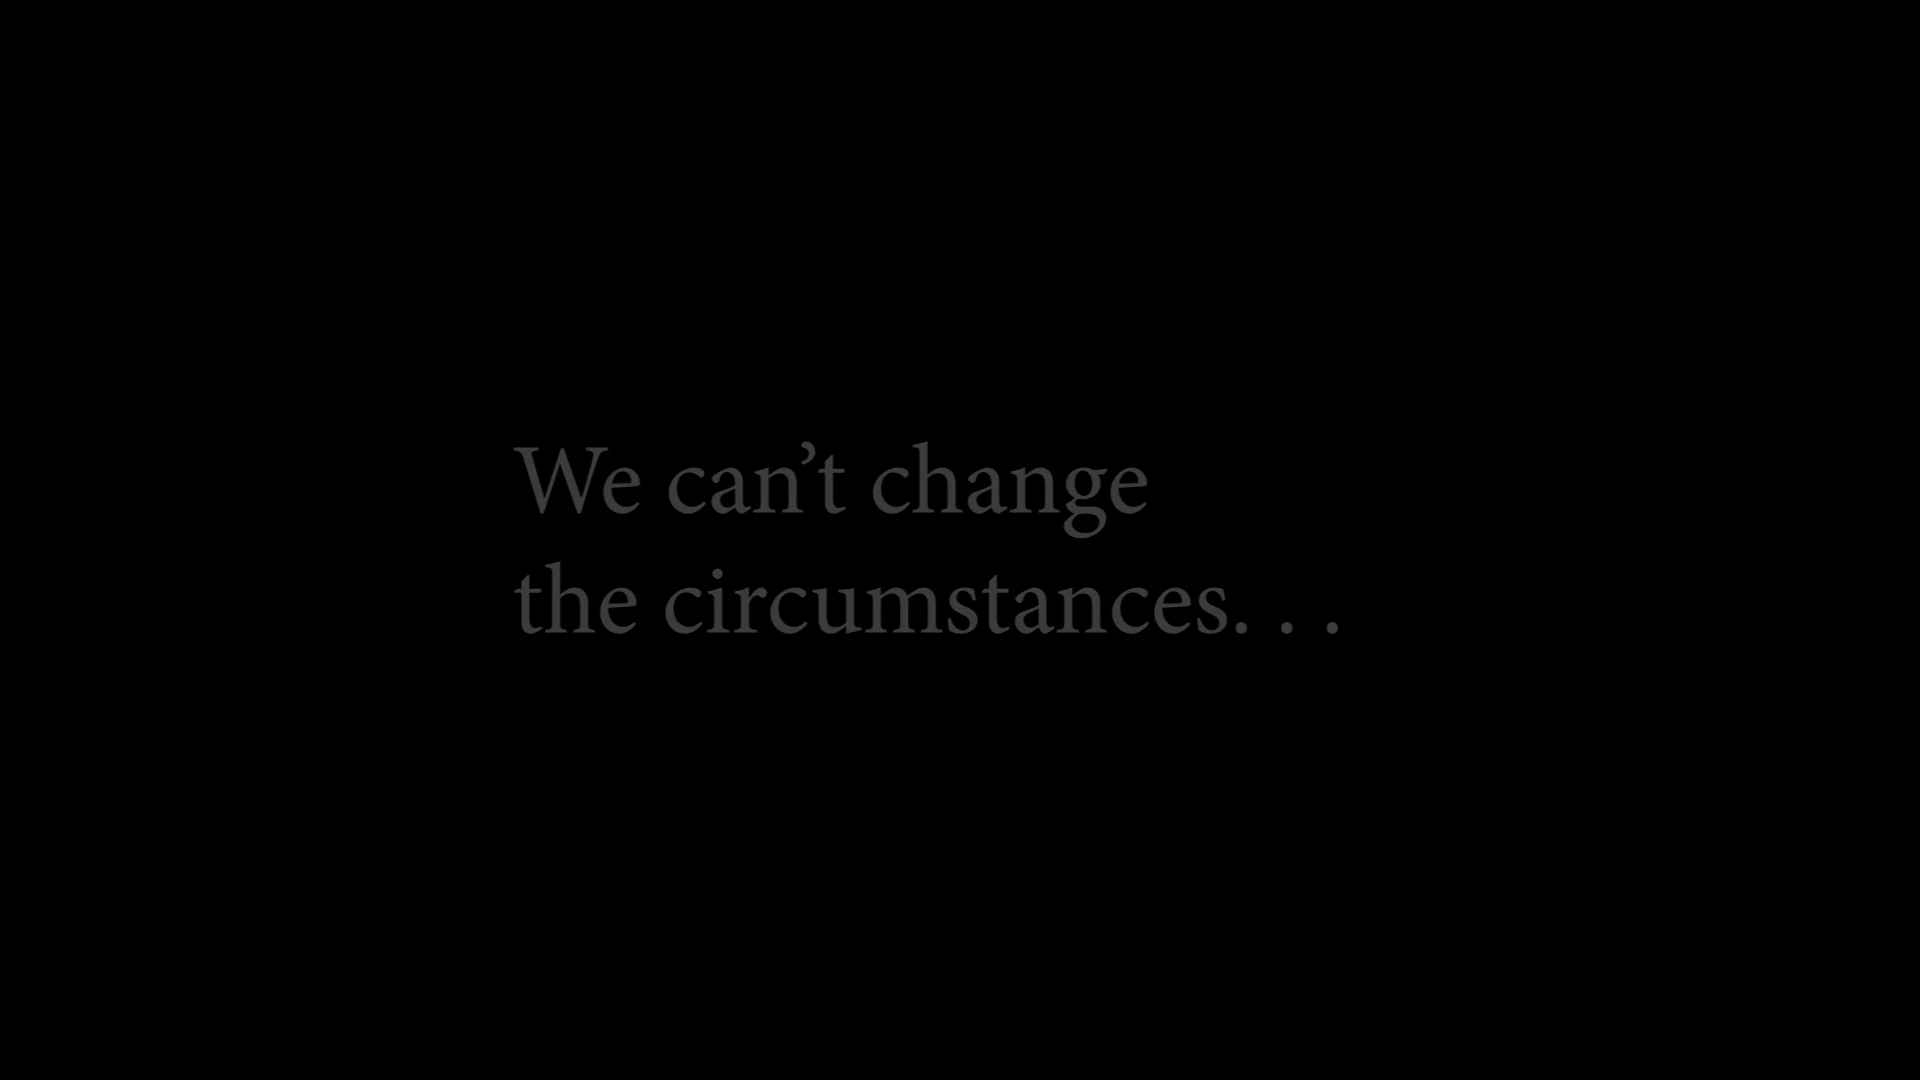 We can’t change
the circumstances. . .